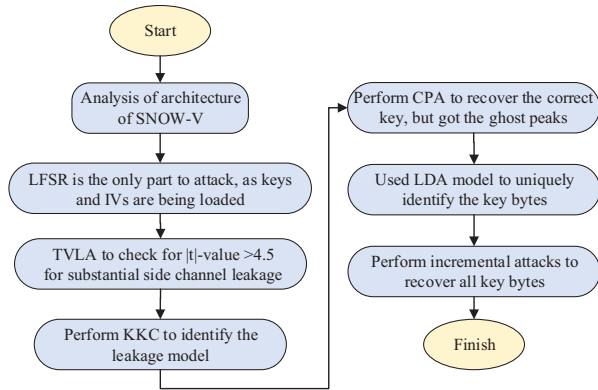 Start
Analysis of architecture
of SNOW-V
LFSR is the only part to attack, as keys
and IVs are being loaded
TVLA to check for |t|-value >4.5
for substantial side channel leakage
Perform KKC to identify the
leakage model
Perform CPA to recover the correct
key, but got the ghost peaks
Used LDA model to uniquely
identify the key bytes
Perform incremental attacks to
recover all key bytes
Finish